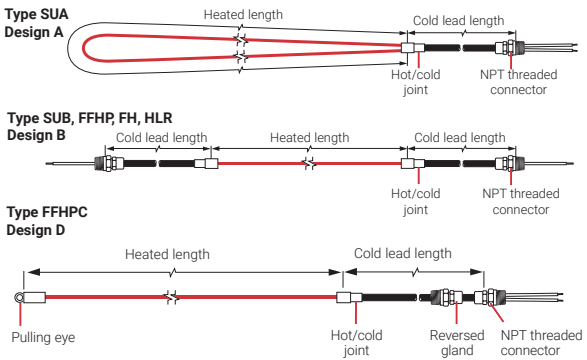 Type SUA
Design A
Heated length
Cold lead length
Hot/cold
joint
NPT threaded
connector
Type SUB, FFHP, FH, HLR
Design B
Cold lead length
Heated length
Cold lead length
Hot/cold
joint
NPT threaded
connector
Type FFHPC
Design D
Heated length
Cold lead length
Pulling eye
Hot/cold
joint
Reversed
gland
NPT threaded
connector